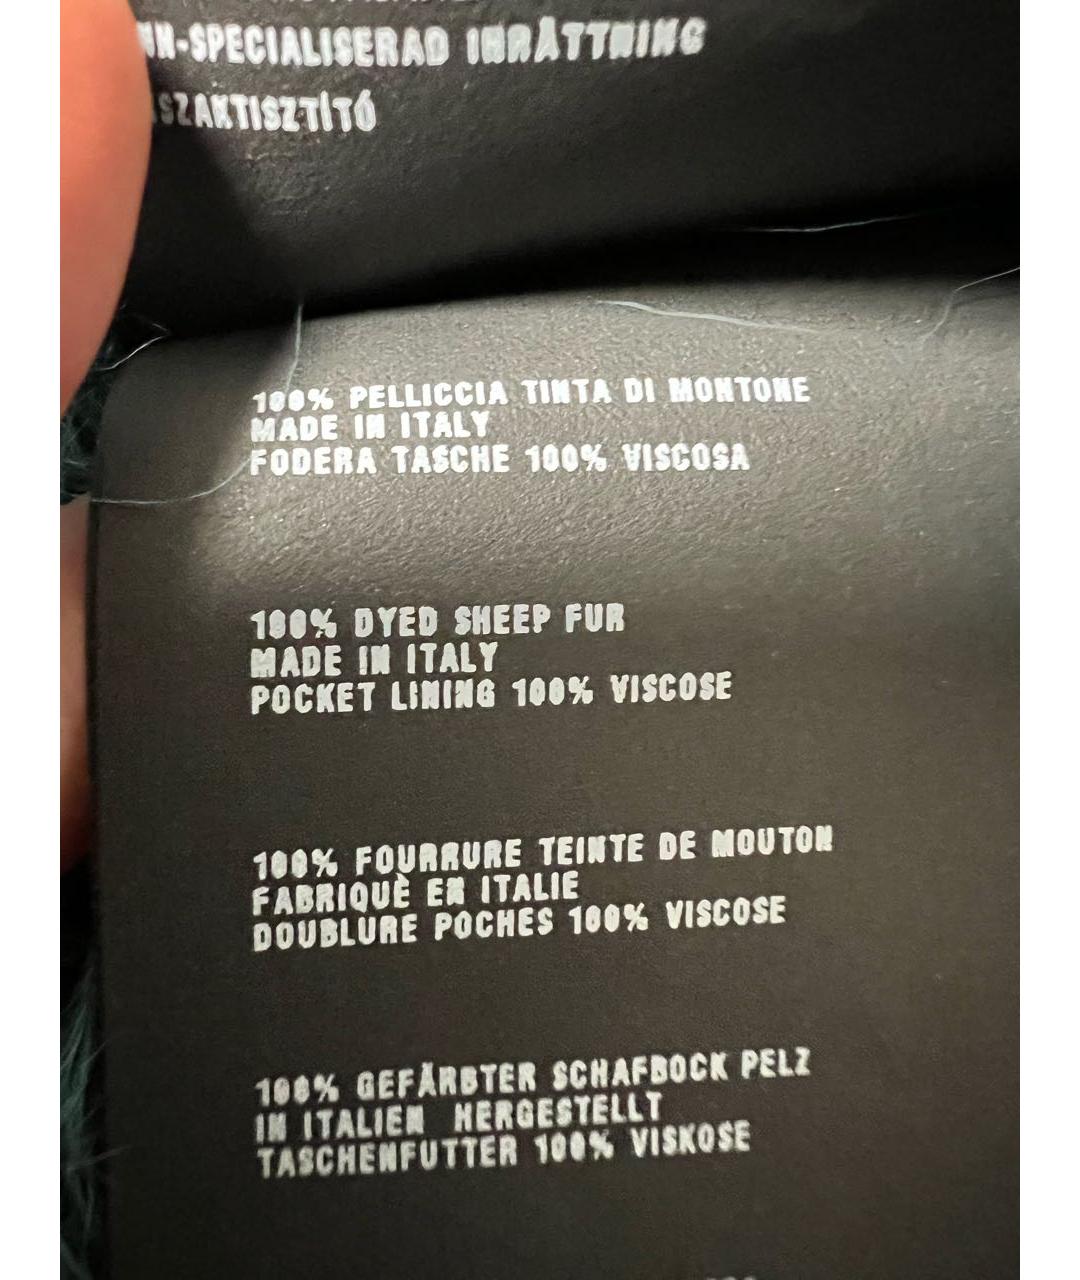 -SPECIALISERAD INRÄTTNING
100% PELLICCIA TINTA DI MONTONE
MADE IN ITALY
FODERA TASCHE 100% VISCOSA
100% DYED SHEEP FUR
MADE IN ITALY
POCKET LINING 100% VISCOSE
100% FOURRURE TEINTE DE MOUTON
FABRIQUÈ EN ITALIE
DOUBLURE POCHES 100% VISCOSE
100% GEFÄRBTER SCHAFBOCK PELZ
IN ITALIEN HERGESTELLT
TASCHENFUTTER 100% VISKOSE